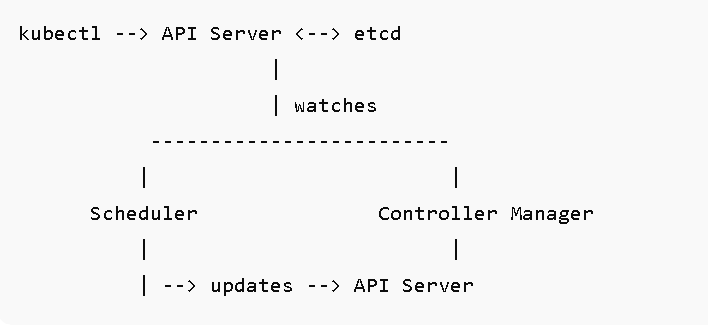 kubectl --> API Server <--> etcd
|
| watches
-------------------------
| |
Scheduler Controller Manager
| |
| --> updates --> API Server